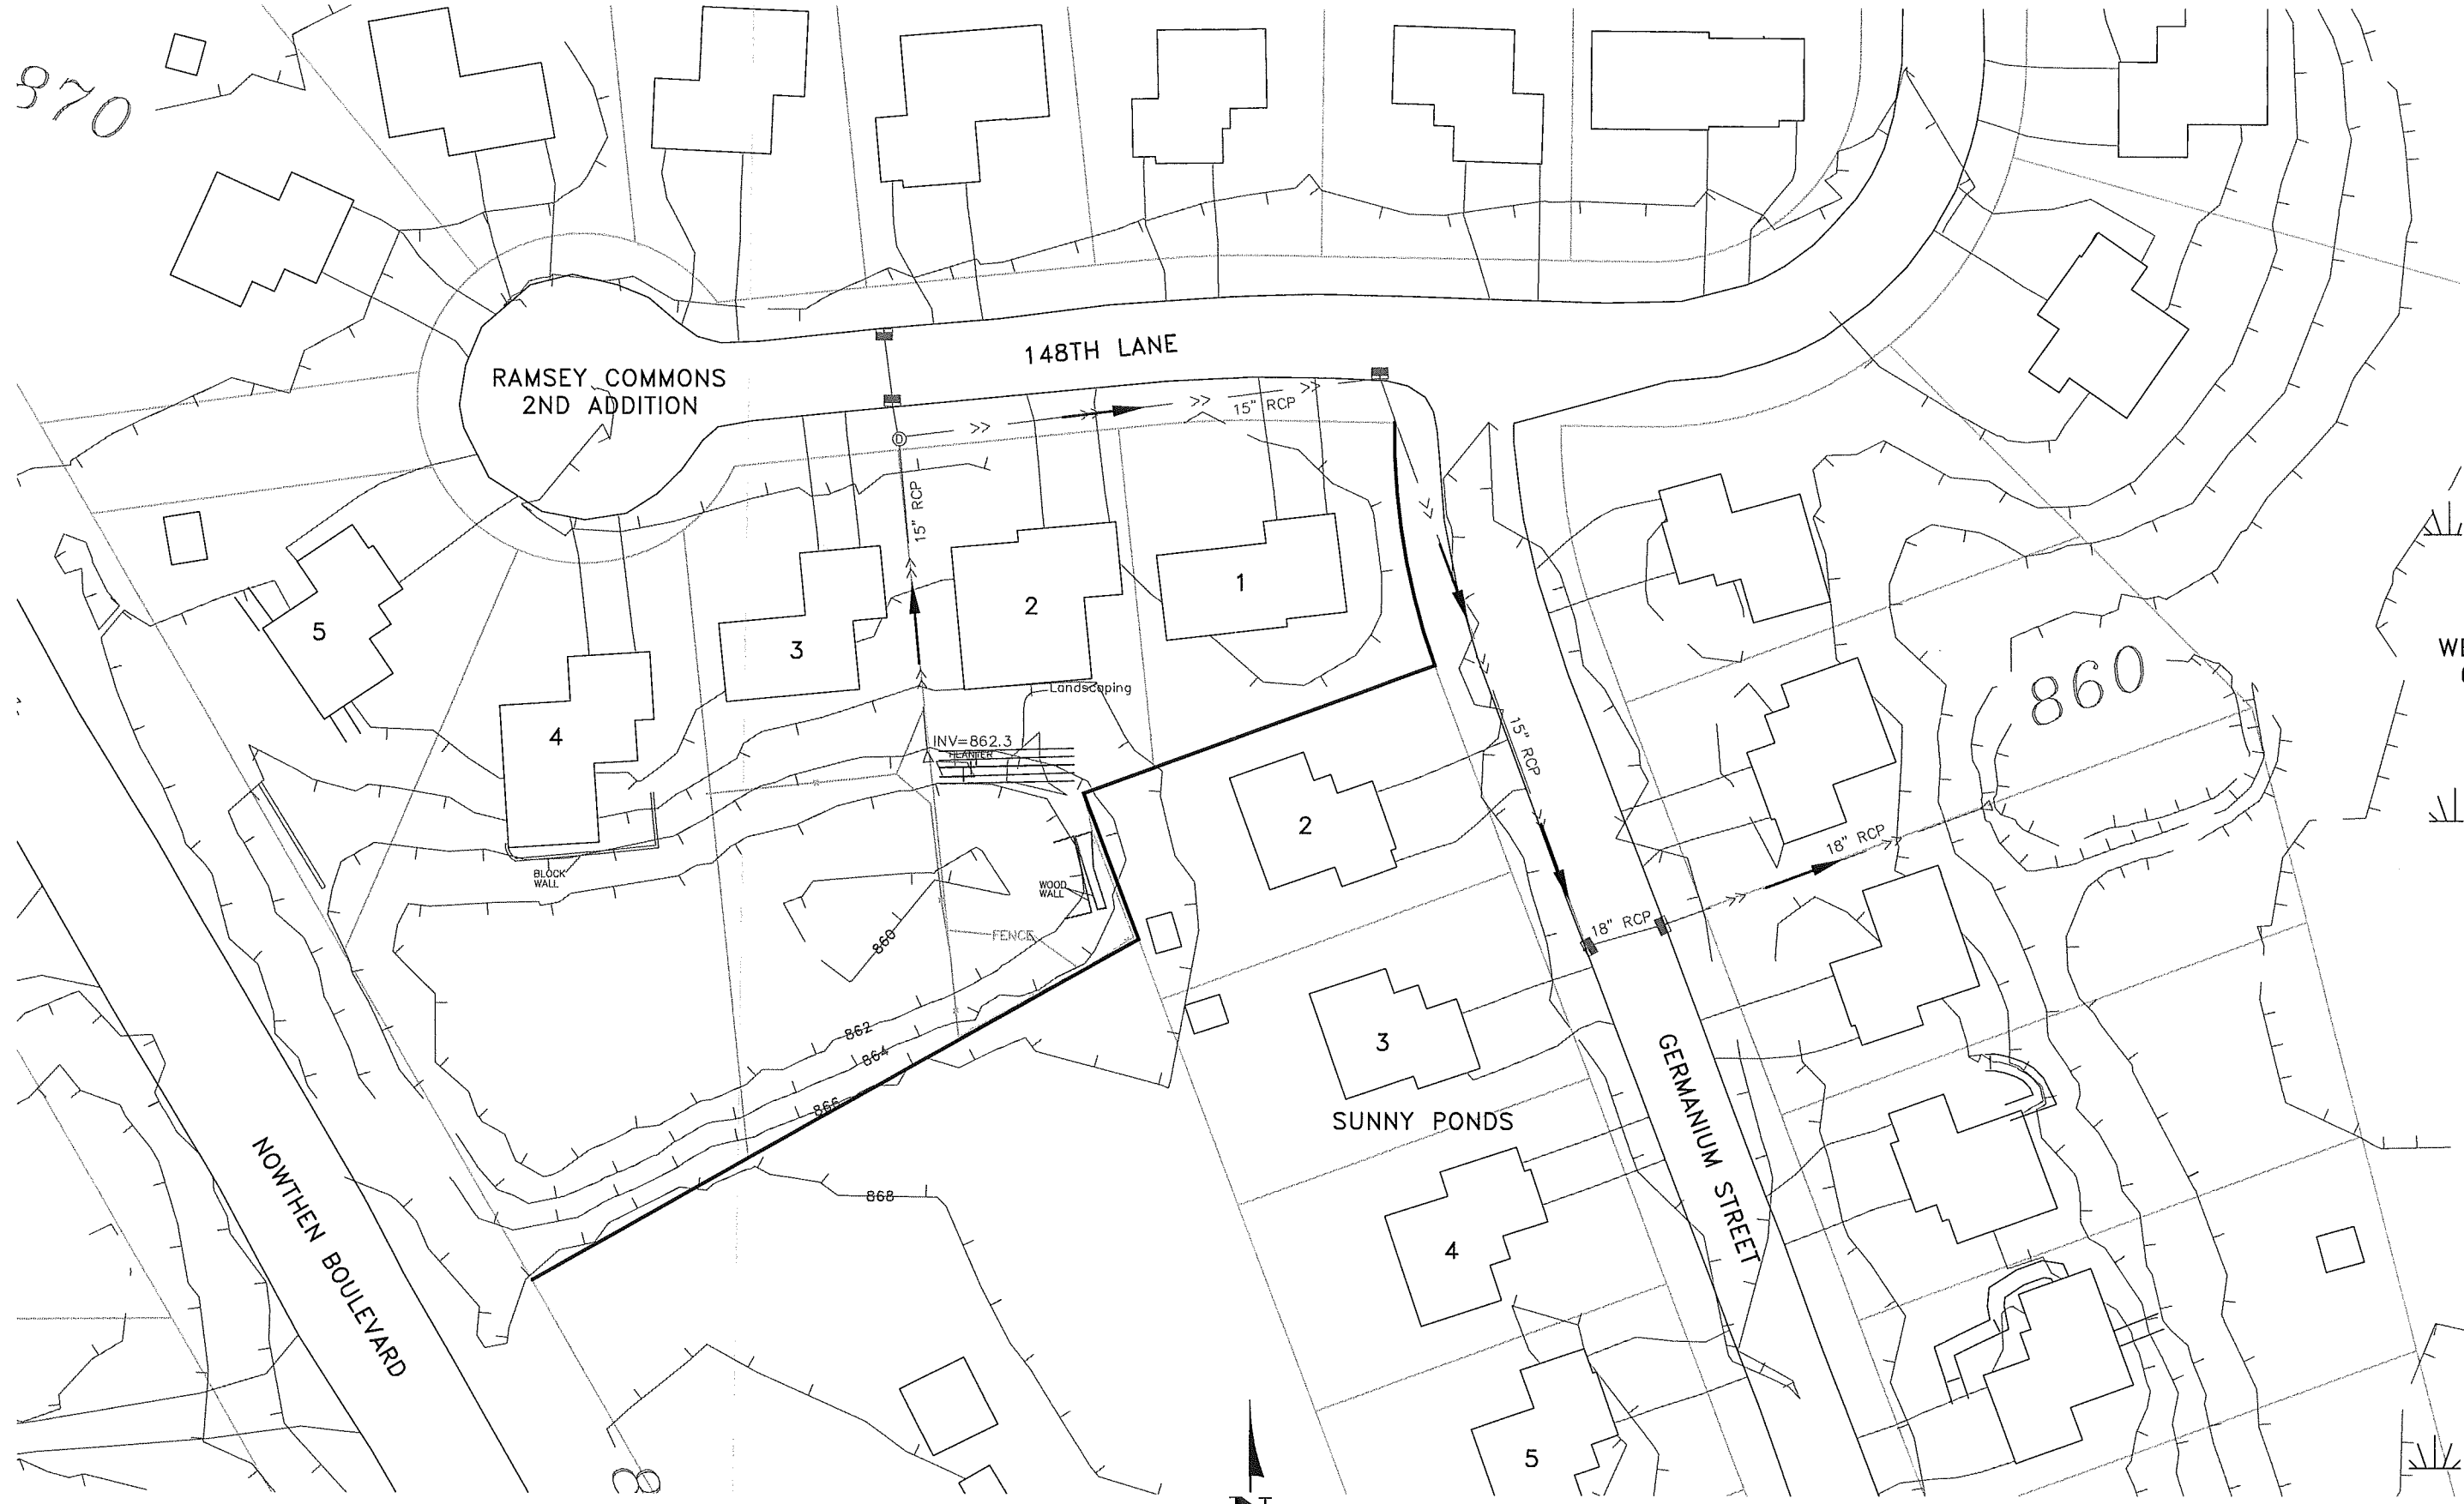 870
148TH LANE
RAMSEY COMMONS
2ND ADDITION
15" RCP
D
15" RCP
1
2
3
5
4
Landscaping
INV=862.3
PLANTER
15" RCP
860
2
18" RCP
BLOCK
WALL
WOOD
WALL
18" RCP
860
FENCE
862
864
866
3
SUNNY PONDS
GERMANIUM STREET
NOWTHEN BOULEVARD
868
4
5
N